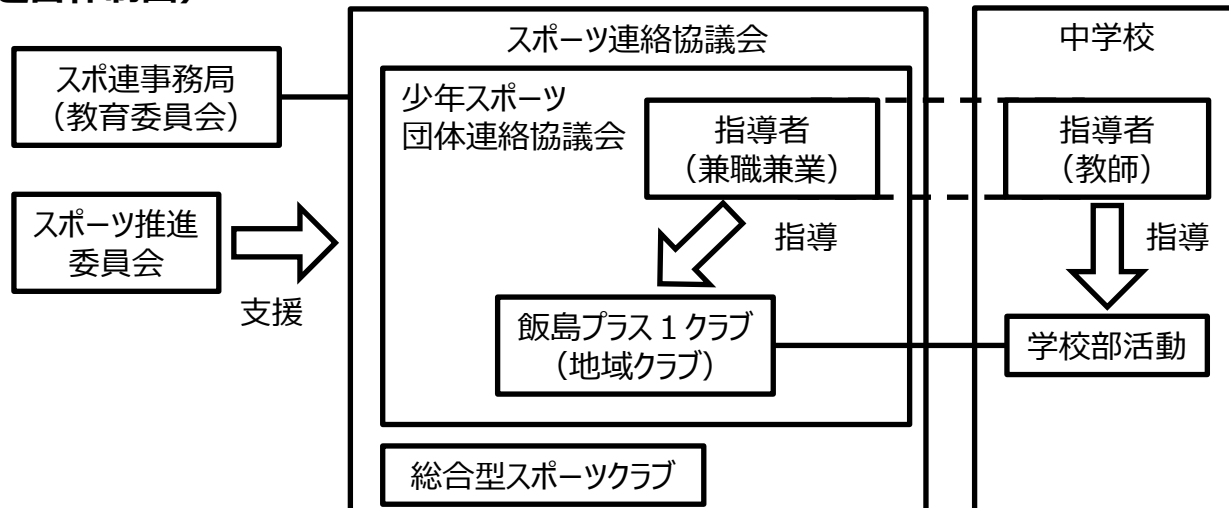 スポーツ連絡協議会
中学校
スポ連事務局
（教育委員会）
少年スポーツ
団体連絡協議会
指導者
（兼職兼業）
指導者
（教師）
スポーツ推進
委員会
支援
指導
指導
飯島プラス１クラブ
（地域クラブ）
学校部活動
総合型スポーツクラブ